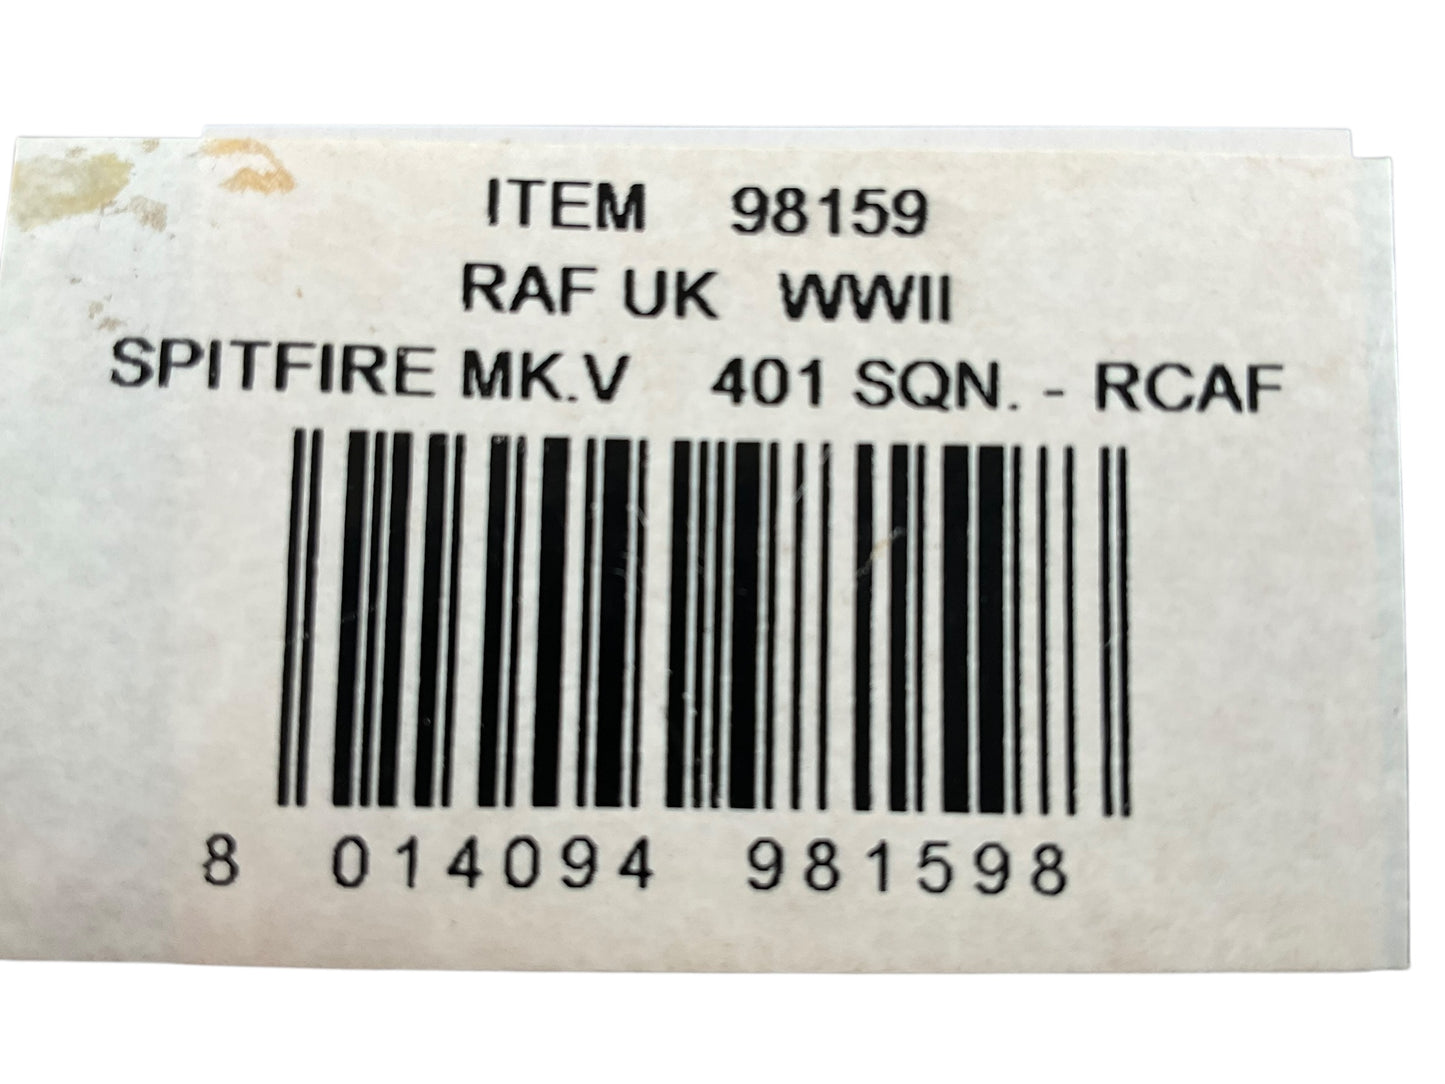 ITEM 98159
RAF UK WWII
SPITFIRE MK.V 401 SQN. - RCAF
8 014094 981598